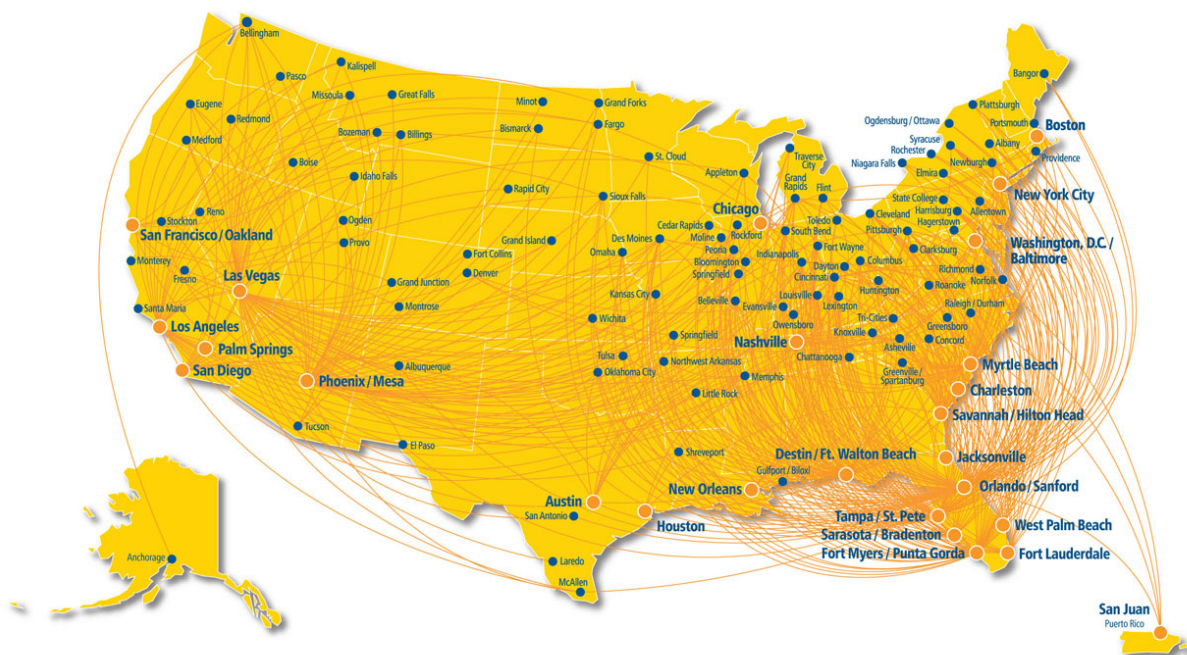 Bellingham
Kalispell
Pasco
Missoula
Great Falls
Eugene
Redmond
Medford
Bozeman
Billings
Boise
Idaho Falls
Minot
Grand Forks
Bismarck
Fargo
St. Cloud
Rapid City
Sioux Falls
Appleton
Traverse
City
Grand
Rapids
Flint
Bangor
Plattsburgh
Ogdensburg / Ottawa
Portsmouth
Boston
Syracuse
Rochester
Albany
Niagara Falls
Newburgh
Providence
Elmira
New York City
State College
Harrisburg
Allentown
Hagerstown
Cleveland
Pittsburgh
Toledo
Chicago
Rockford
South Bend
Cedar Rapids
Moline
Des Moines
Peoria
Bloomington
Springfield
Indianapolis
Fort Wayne
Dayton
Columbus
Cincinnati
Clarksburg
Washington, D.C. /
Baltimore
Richmond
Norfolk
Roanoke
Huntington
Raleigh / Durham
Greensboro
Concord
Louisville
Lexington
Evansville
Owensboro
Belleville
Tri-Cities
Knoxville
Asheville
Nashville
Chattanooga
Greenville /
Spartanburg
Reno
Stockton
San Francisco / Oakland
Ogden
Provo
Monterey
Fresno
Las Vegas
Santa Maria
Los Angeles
Palm Springs
San Diego
Phoenix / Mesa
Tucson
Grand Island
Omaha
Fort Collins
Denver
Grand Junction
Montrose
Kansas City
Wichita
Springfield
Albuquerque
Tulsa
Northwest Arkansas
Oklahoma City
Memphis
Little Rock
El Paso
Shreveport
Myrtle Beach
Charleston
Savannah / Hilton Head
Destin / Ft. Walton Beach
Jacksonville
Gulfport / Biloxi
New Orleans
Orlando / Sanford
Austin
San Antonio
Houston
Tampa / St. Pete
West Palm Beach
Sarasota / Bradenton
Fort Myers / Punta Gorda
Fort Lauderdale
Anchorage
Laredo
McAllen
San Juan
Puerto Rico